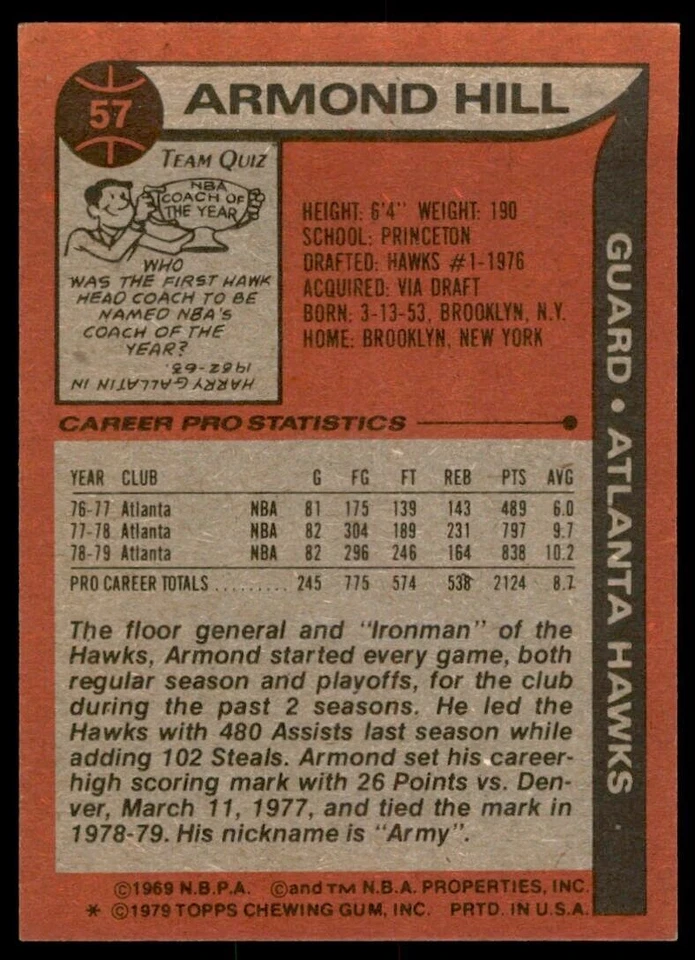 57
ARMOND HILL
TEAM QUIZ
NBA
COACH OF
THE YEAR
WHO
WAS THE FIRST HAWK
HEAD COACH TO BE
NAMED NBA'S
COACH OF THE
YEAR?
HARRY GALLATIN IN
1962-63.
HEIGHT: 6'4" WEIGHT: 190
SCHOOL: PRINCETON
DRAFTED: HAWKS #1-1976
ACQUIRED: VIA DRAFT
BORN: 3-13-53, BROOKLYN, N.Y.
HOME: BROOKLYN, NEW YORK
GUARD • ATLANTA HAWKS
CAREER PRO STATISTICS
YEAR CLUB G FG FT REB PTS AVG
76-77 Atlanta NBA 81 175 139 143 489 6.0
77-78 Atlanta NBA 82 304 189 231 797 9.7
78-79 Atlanta NBA 82 296 246 164 838 10.2
PRO CAREER TOTALS ......... 245 775 574 538 2124 8.7
The floor general and "Ironman" of the
Hawks, Armond started every game, both
regular season and playoffs, for the club
during the past 2 seasons. He led the
Hawks with 480 Assists last season while
adding 102 Steals. Armond set his career-
high scoring mark with 26 Points vs. Den-
ver, March 11, 1977, and tied the mark in
1978-79. His nickname is "Army".
©1969 N.B.P.A. ©and TM N.B.A. PROPERTIES, INC.
* ©1979 TOPPS CHEWING GUM, INC. PRTD. IN U.S.A.